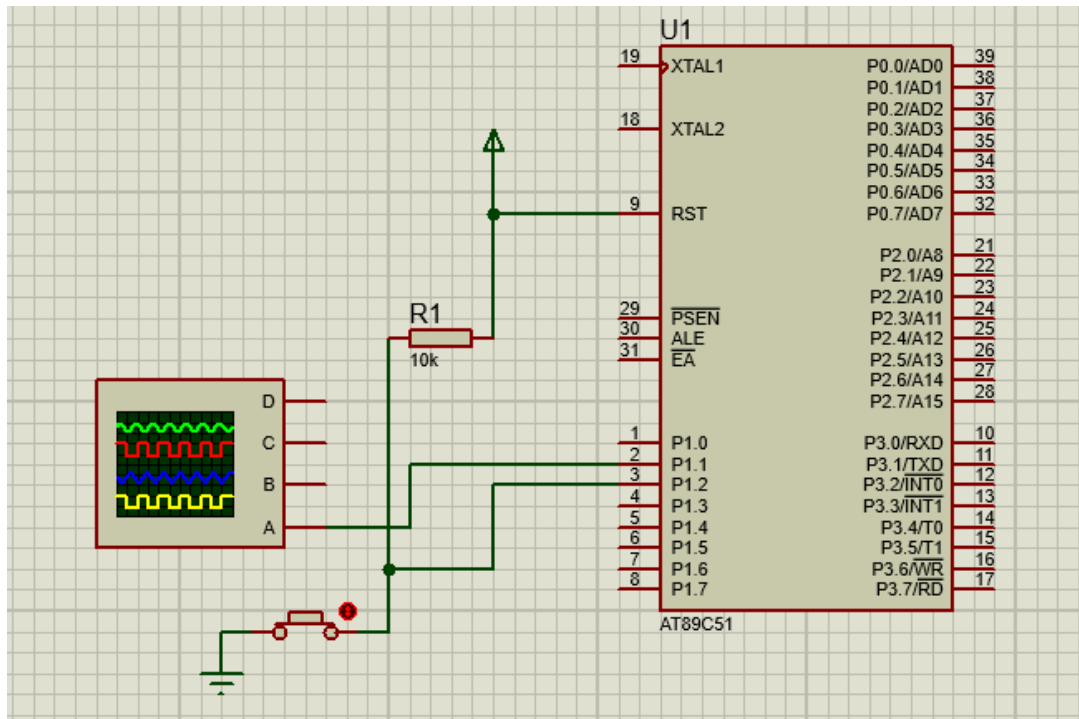 U1
19 XTAL1 P0.0/AD0 39
P0.1/AD1 38
P0.2/AD2 37
18 XTAL2 P0.3/AD3 36
P0.4/AD4 35
P0.5/AD5 34
P0.6/AD6 33
9 RST P0.7/AD7 32
P2.0/A8 21
P2.1/A9 22
P2.2/A10 23
R1
29 PSEN P2.3/A11 24
30 ALE P2.4/A12 25
10k
31 EA P2.5/A13 26
P2.6/A14 27
D
P2.7/A15 28
C
1 P1.0 P3.0/RXD 10
2 P1.1 P3.1/TXD 11
B
3 P1.2 P3.2/INT0 12
4 P1.3 P3.3/INT1 13
A
5 P1.4 P3.4/T0 14
6 P1.5 P3.5/T1 15
7 P1.6 P3.6/WR 16
8 P1.7 P3.7/RD 17
AT89C51